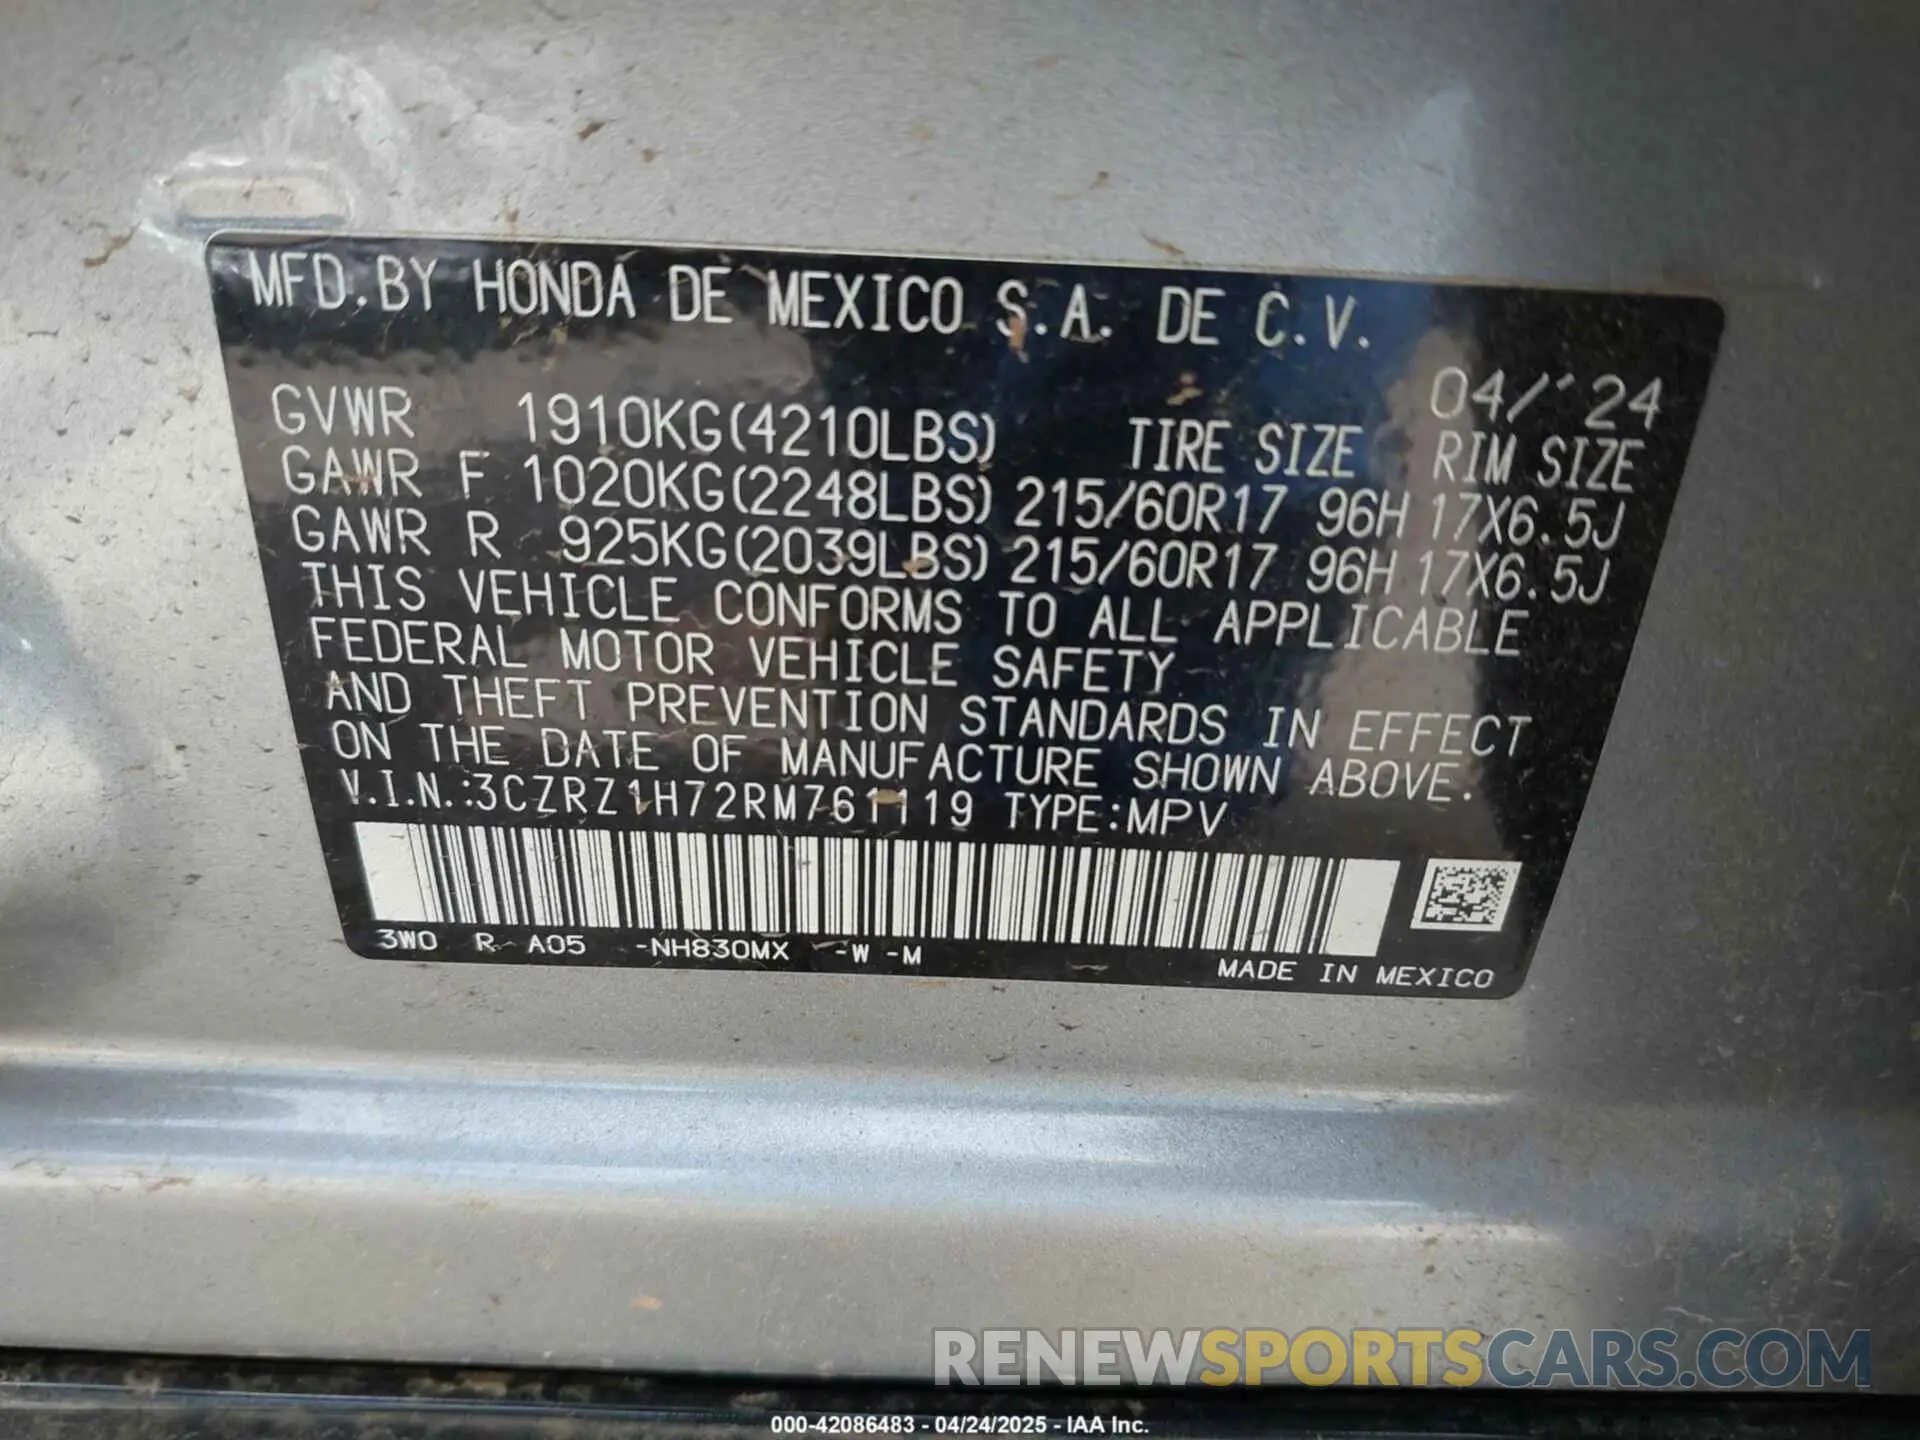 MFD.BY HONDA DE MEXICO S.A. DE C.V.
04/'24
GVWR 1910KG(4210LBS) TIRE SIZE RIM SIZE
GAWR F 1020KG(2248LBS) 215/60R17 96H 17X6.5J
GAWR R 925KG(2039LBS) 215/60R17 96H 17X6.5J
THIS VEHICLE CONFORMS TO ALL APPLICABLE
FEDERAL MOTOR VEHICLE SAFETY
AND THEFT PREVENTION STANDARDS IN EFFECT
ON THE DATE OF MANUFACTURE SHOWN ABOVE.
V.I.N.:3CZRZ1H72RM761119 TYPE:MPV
3W0 R A05 -NH830MX -W -M
MADE IN MEXICO
RENEWSPORTSCARS.COM
000-42086483 - 04/24/2025 - IAA Inc.